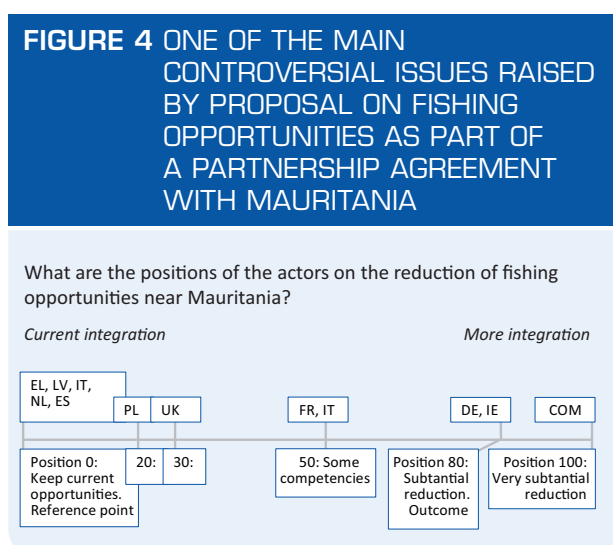 FIGURE 4 ONE OF THE MAIN
CONTROVERSIAL ISSUES RAISED
BY PROPOSAL ON FISHING
OPPORTUNITIES AS PART OF
A PARTNERSHIP AGREEMENT
WITH MAURITANIA
What are the positions of the actors on the reduction of fishing
opportunities near Mauritania?
Current integration
More integration
EL, LV, IT,
NL, ES
PL
UK
FR, IT
DE, IE
COM
Position 0:
Keep current
opportunities.
Reference point
20:
30:
50: Some
competencies
Position 80:
Subtantial
reduction.
Outcome
Position 100:
Very subtantial
reduction